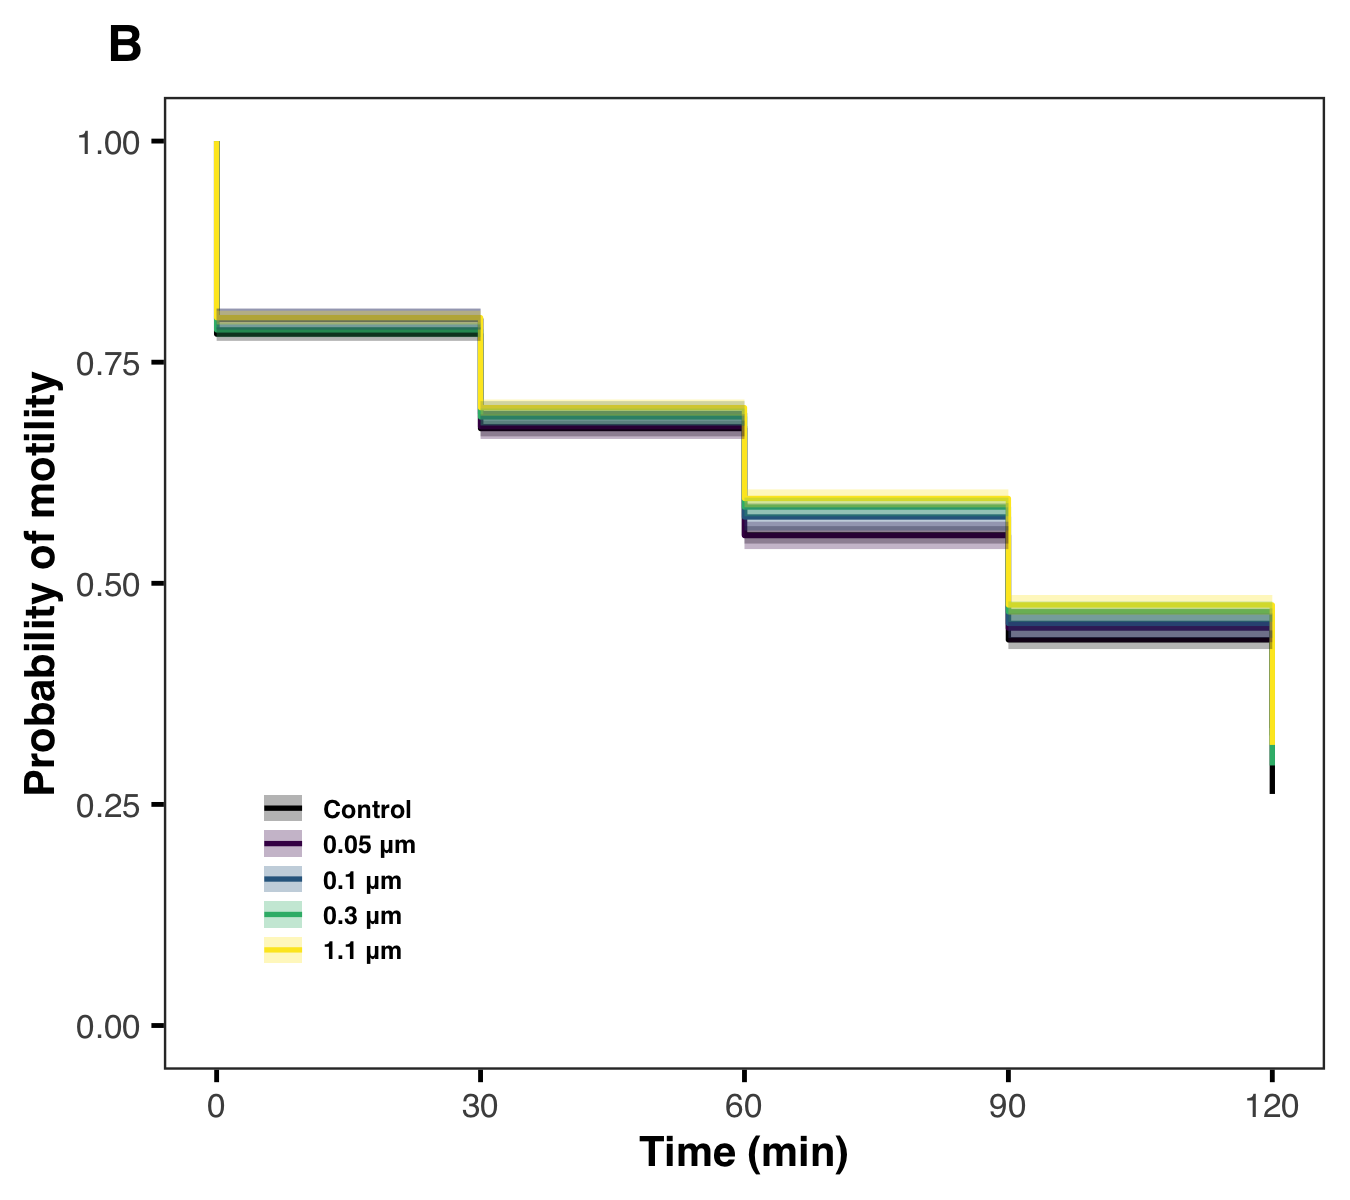 B
Probability of motility
1.00
0.75
0.50
0.25
0.00
Control
0.05 µm
0.1 µm
0.3 µm
1.1 µm
0 30 60 90 120
Time (min)